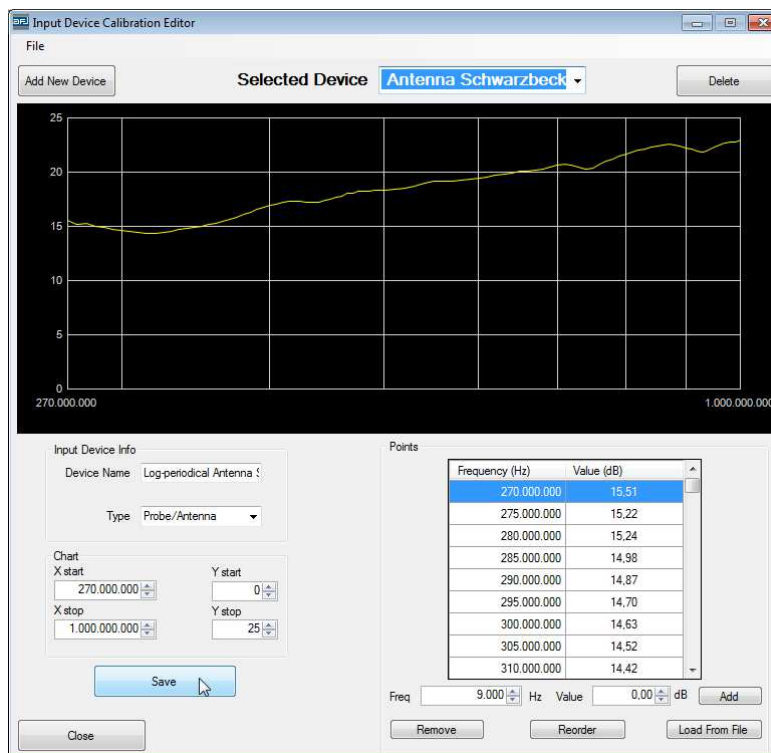 Input Device Calibration Editor
File
Add New Device
Selected Device
Antenna Schwarzbeck
Delete
25
20
15
10
5
0
270.000.000
1.000.000.000
Input Device Info
Device Name
Log-periodical Antenna
Type
Probe/Antenna
Chart
X start
270.000.000
Y start
0
X stop
1.000.000.000
Y stop
25
Save
Close
Points
Frequency (Hz) Value (dB)
270.000.000 15,51
275.000.000 15,22
280.000.000 15,24
285.000.000 14,98
290.000.000 14,87
295.000.000 14,70
300.000.000 14,63
305.000.000 14,52
310.000.000 14,42
Freq 9.000 Hz Value 0,00 dB Add
Remove
Reorder
Load From File